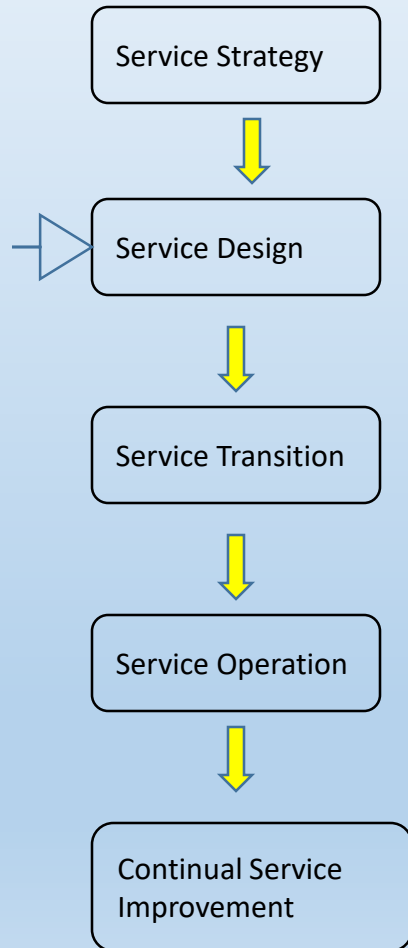 Service Strategy
Service Design
Service Transition
Service Operation
Continual Service
Improvement